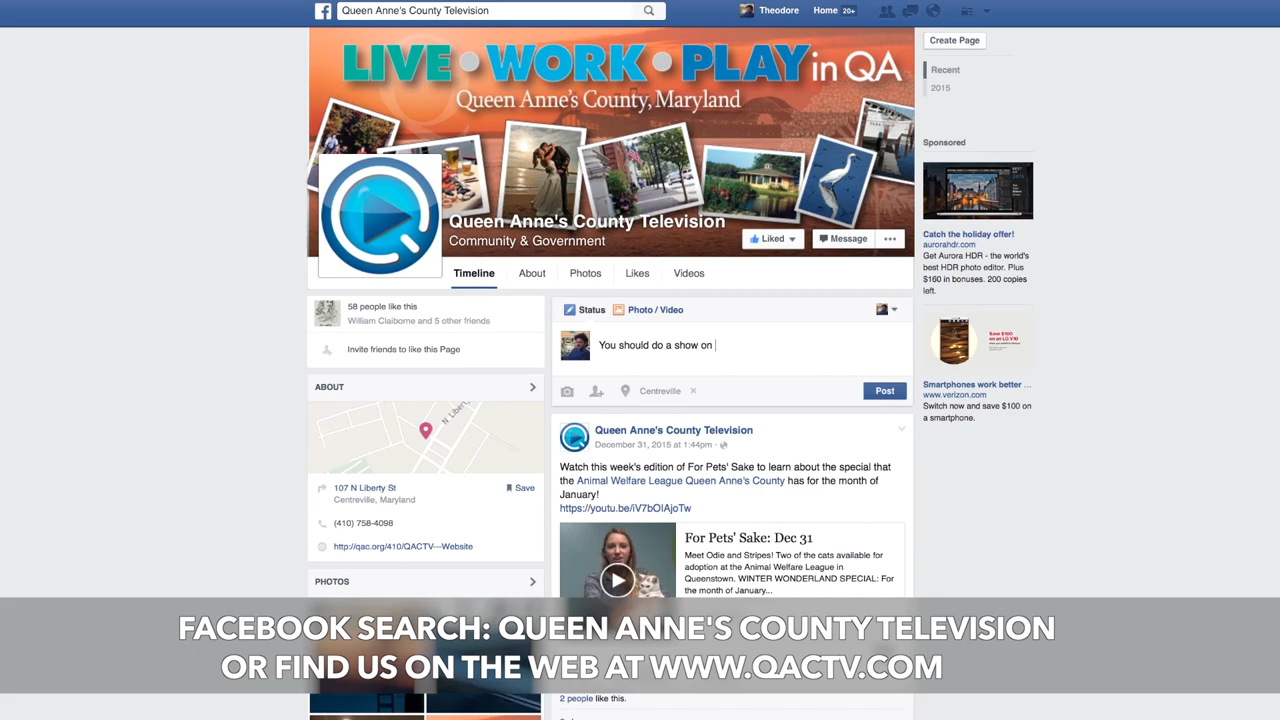 Queen Anne's County Television
Theodore
Home 20+
LIVE • WORK • PLAY in QA
Queen Anne's County, Maryland
Queen Anne's County Television
Community & Government
Liked
Message
Timeline
About
Photos
Likes
Videos
Create Page
Recent
2015
Sponsored
Catch the holiday offer!
aurorahdr.com
Get Aurora HDR - the world's
best HDR photo editor. Plus
$160 in bonuses. 200 copies
left.
Save $100
on an LG V10
Smartphones work better ...
www.verizon.com
Switch now and save $100 on
a smartphone.
58 people like this
William Claiborne and 5 other friends
Invite friends to like this Page
ABOUT
N Liberty
107 N Liberty St
Save
Centreville, Maryland
(410) 758-4098
http://qac.org/410/QACTV---Website
PHOTOS
Status
Photo / Video
You should do a show on
Centreville
Post
Queen Anne's County Television
December 31, 2015 at 1:44pm ·
Watch this week's edition of For Pets' Sake to learn about the special that
the Animal Welfare League Queen Anne's County has for the month of
January!
https://youtu.be/iV7bOIAjoTw
For Pets' Sake: Dec 31
Meet Odie and Stripes! Two of the cats available for
adoption at the Animal Welfare League in
Queenstown. WINTER WONDERLAND SPECIAL: For
the month of January...
FACEBOOK SEARCH: QUEEN ANNE'S COUNTY TELEVISION
OR FIND US ON THE WEB AT WWW.QACTV.COM
2 people like this.